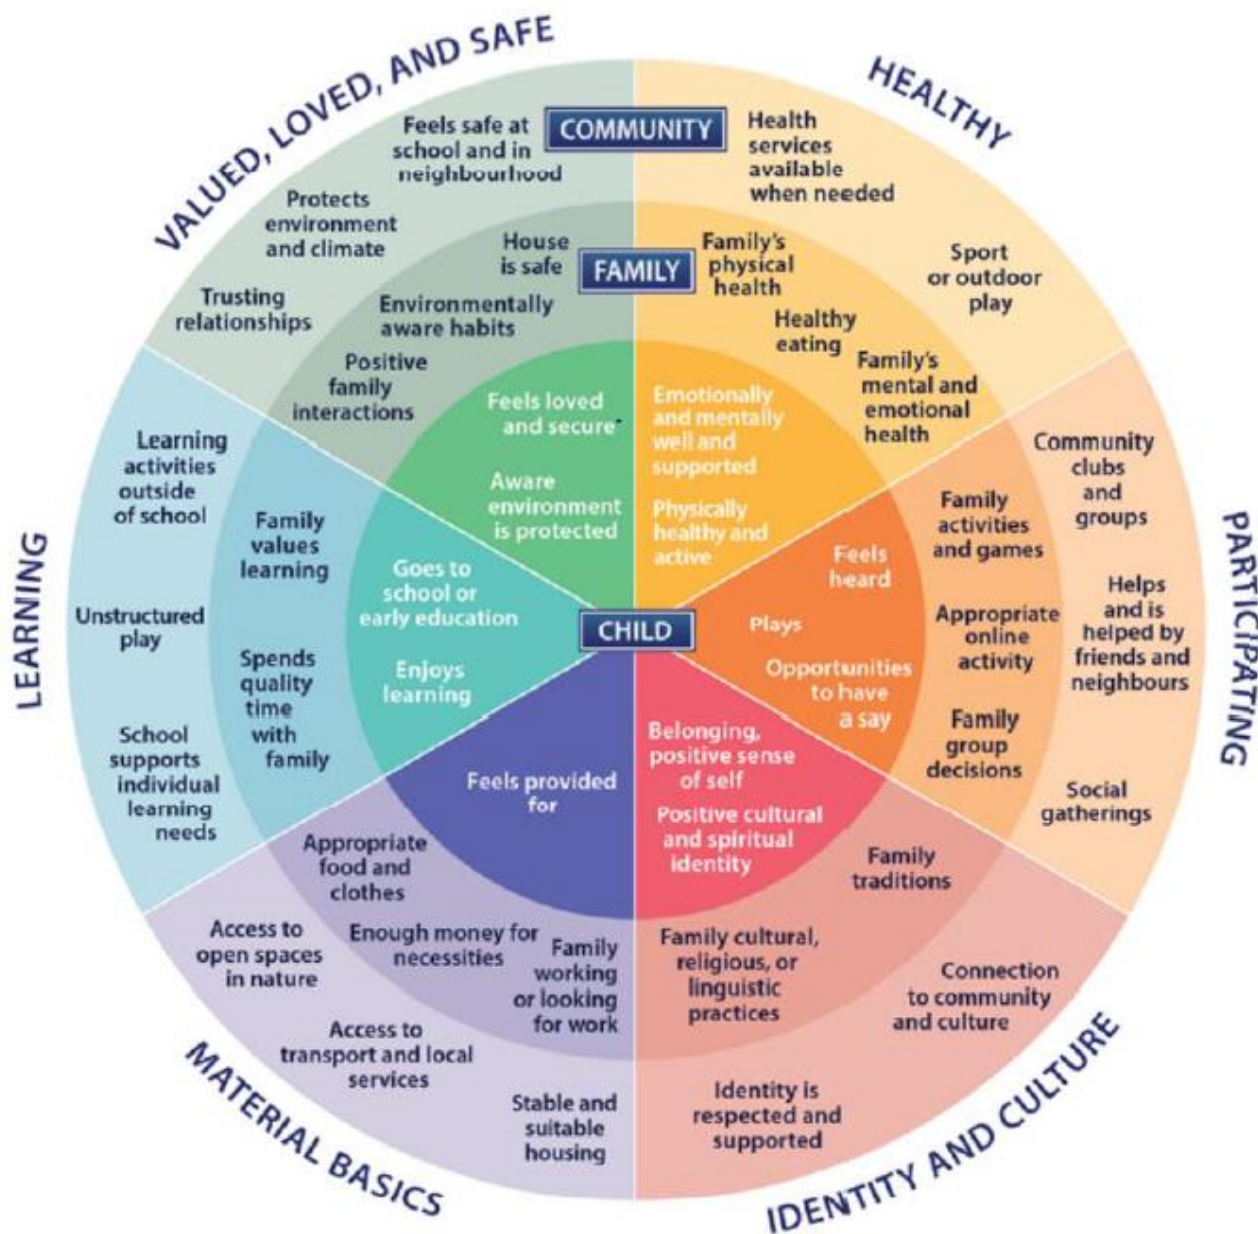 VALUED, LOVED, AND SAFE
COMMUNITY
Feels safe at
school and in
neighbourhood
Protects
environment
and climate
Trusting
relationships
FAMILY
House
is safe
Environmentally
aware habits
Positive
family
interactions
CHILD
Feels loved
and secure
Aware
environment
is protected
HEALTHY
Health
services
available
when needed
Sport
or outdoor
play
Family's
physical
health
Healthy
eating
Family's
mental and
emotional
health
Emotionally
and mentally
well and
supported
Physically
healthy and
active
PARTICIPATING
Community
clubs
and
groups
Helps
and is
helped by
friends and
neighbours
Social
gatherings
Family
activities
and games
Appropriate
online
activity
Family
group
decisions
Feels
heard
Plays
Opportunities
to have
a say
IDENTITY AND CULTURE
Belonging,
positive sense
of self
Positive cultural
and spiritual
identity
Family
traditions
Family cultural,
religious, or
linguistic
practices
Connection
to community
and culture
Identity is
respected and
supported
MATERIAL BASICS
Feels provided
for
Appropriate
food and
clothes
Enough money for
necessities
Family
working
or looking
for work
Access to
open spaces
in nature
Access to
transport and local
services
Stable and
suitable
housing
LEARNING
Learning
activities
outside
of school
Unstructured
play
School
supports
individual
learning
needs
Family
values
learning
Spends
quality
time
with
family
Goes to
school or
early education
Enjoys
learning